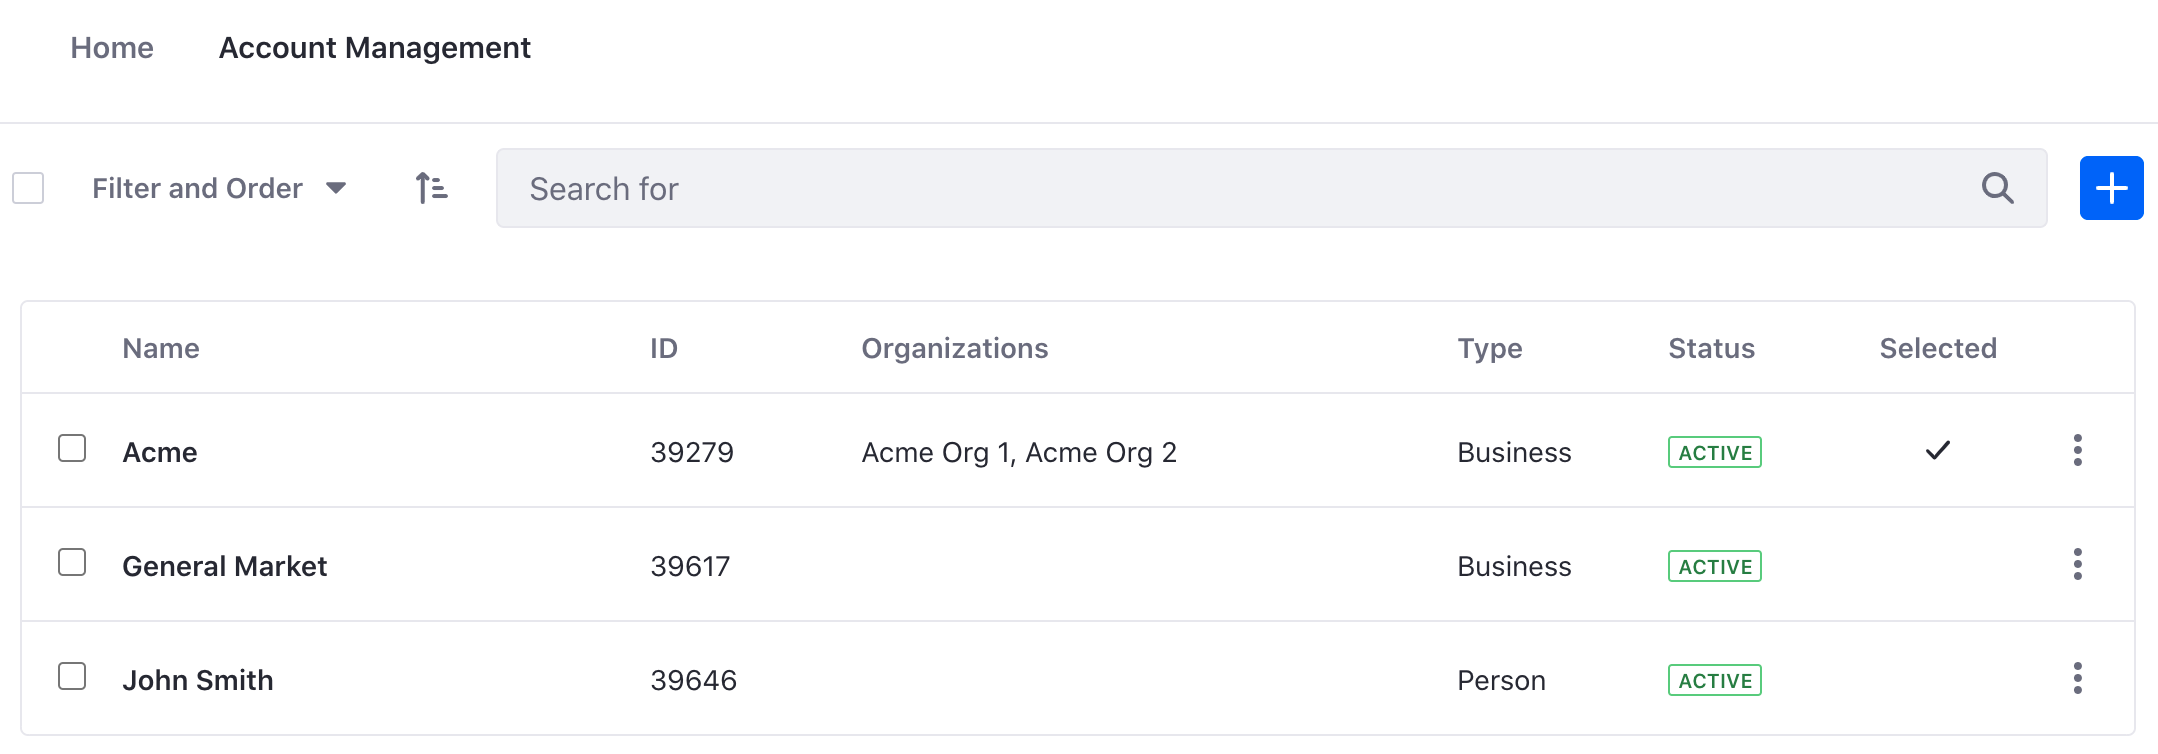 Home Account Management
Filter and Order Search for
Name ID Organizations Type Status Selected
Acme 39279 Acme Org 1, Acme Org 2 Business ACTIVE
General Market 39617 Business ACTIVE
John Smith 39646 Person ACTIVE